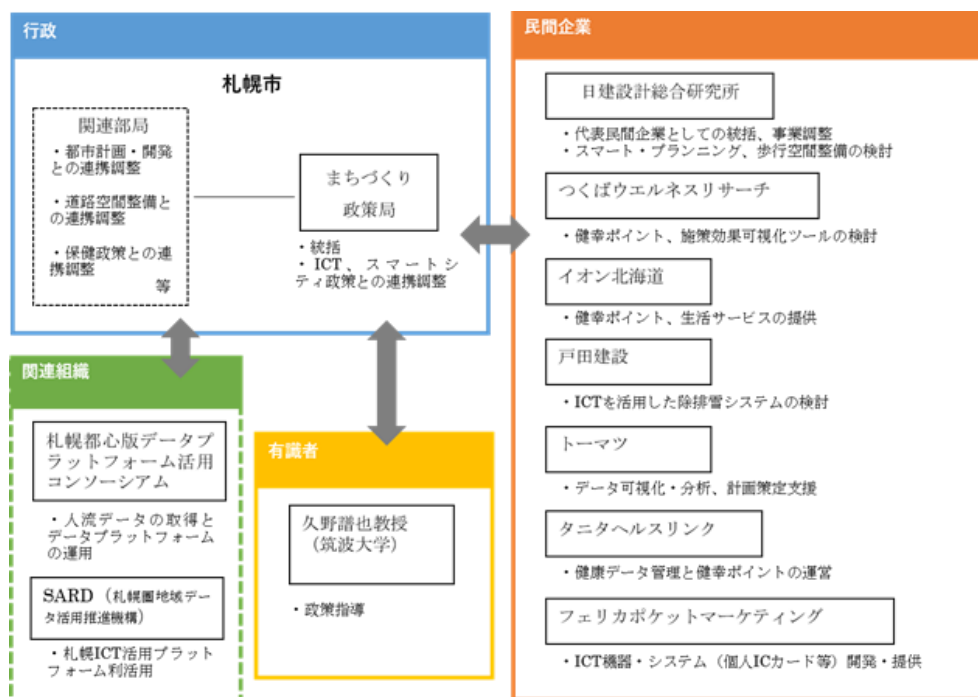 行政
札幌市
関連部局
・都市計画・開発
との連携調整
・道路空間整備と
の連携調整
・保健政策との連
携調整
等
まちづくり
政策局
・統括
・ICT、スマートシ
ティ政策との連携調整
関連組織
札幌都心版データプ
ラットフォーム活用
コンソーシアム
・人流データの取得と
データプラットフォーム
の運用
SARD（札幌圏地域デー
タ活用推進機構）
・札幌ICT活用プラット
フォーム利活用
有識者
久野譜也教授
（筑波大学）
・政策指導
民間企業
日建設計総合研究所
・代表民間企業としての統括、事業調整
・スマート・プランニング、歩行空間整備の検討
つくばウエルネスリサーチ
・健幸ポイント、施策効果可視化ツールの検討
イオン北海道
・健幸ポイント、生活サービスの提供
戸田建設
・ICTを活用した除排雪システムの検討
トーマツ
・データ可視化・分析、計画策定支援
タニタヘルスリンク
・健康データ管理と健幸ポイントの運営
フェリカポケットマーケティング
・ICT機器・システム（個人ICカード等）開発・提供